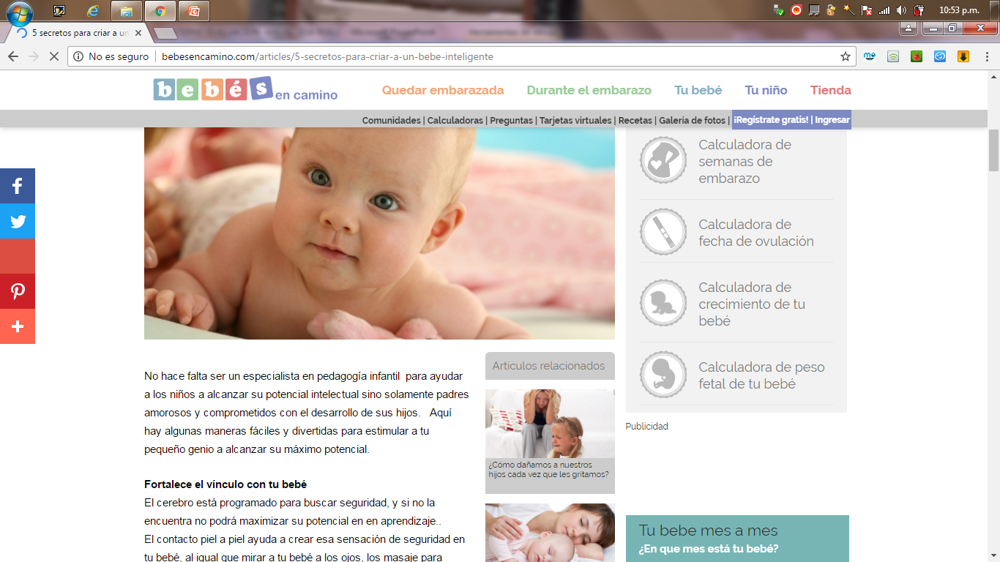 10:53 p.m.
5 secretos para criar a un
No es seguro | bebesencamino.com/articles/5-secretos-para-criar-a-un-bebe-inteligente
bebés en camino
Quedar embarazada Durante el embarazo Tu bebé Tu niño Tienda
Comunidades | Calculadoras | Preguntas | Tarjetas virtuales | Recetas | Galería de fotos | ¡Regístrate gratis! | Ingresar
Calculadora de
semanas de
embarazo
Calculadora de
fecha de ovulación
Calculadora de
crecimiento de tu
bebé
Calculadora de peso
fetal de tu bebé
Publicidad
Tu bebe mes a mes
¿En que mes está tu bebé?
No hace falta ser un especialista en pedagogía infantil  para ayudar
a los niños a alcanzar su potencial intelectual sino solamente padres
amorosos y comprometidos con el desarrollo de sus hijos.   Aquí
hay algunas maneras fáciles y divertidas para estimular a tu
pequeño genio a alcanzar su máximo potencial.
Fortalece el vínculo con tu bebé
El cerebro está programado para buscar seguridad, y si no la
encuentra no podrá maximizar su potencial en en aprendizaje..
El contacto piel a piel ayuda a crear esa sensación de seguridad en
tu bebé, al igual que mirar a tu bebé a los ojos, los masaje para
Articulos relacionados
¿Cómo dañamos a nuestros
hijos cada vez que les gritamos?